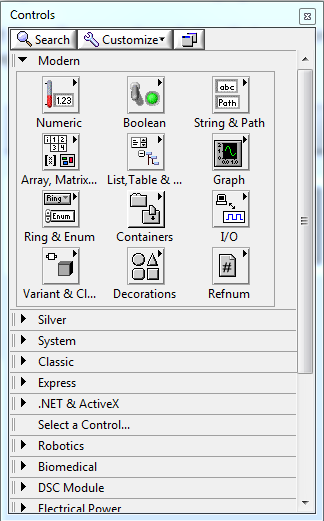 Controls
Search Customize
Modern
1.23 abc Path
Numeric Boolean String & Path
Array, Matrix... List,Table & ... Graph
Ring Enum
Ring & Enum Containers I/O
#
Variant & Cl... Decorations Refnum
Silver
System
Classic
Express
.NET & ActiveX
Select a Control...
Robotics
Biomedical
DSC Module
Electrical Power